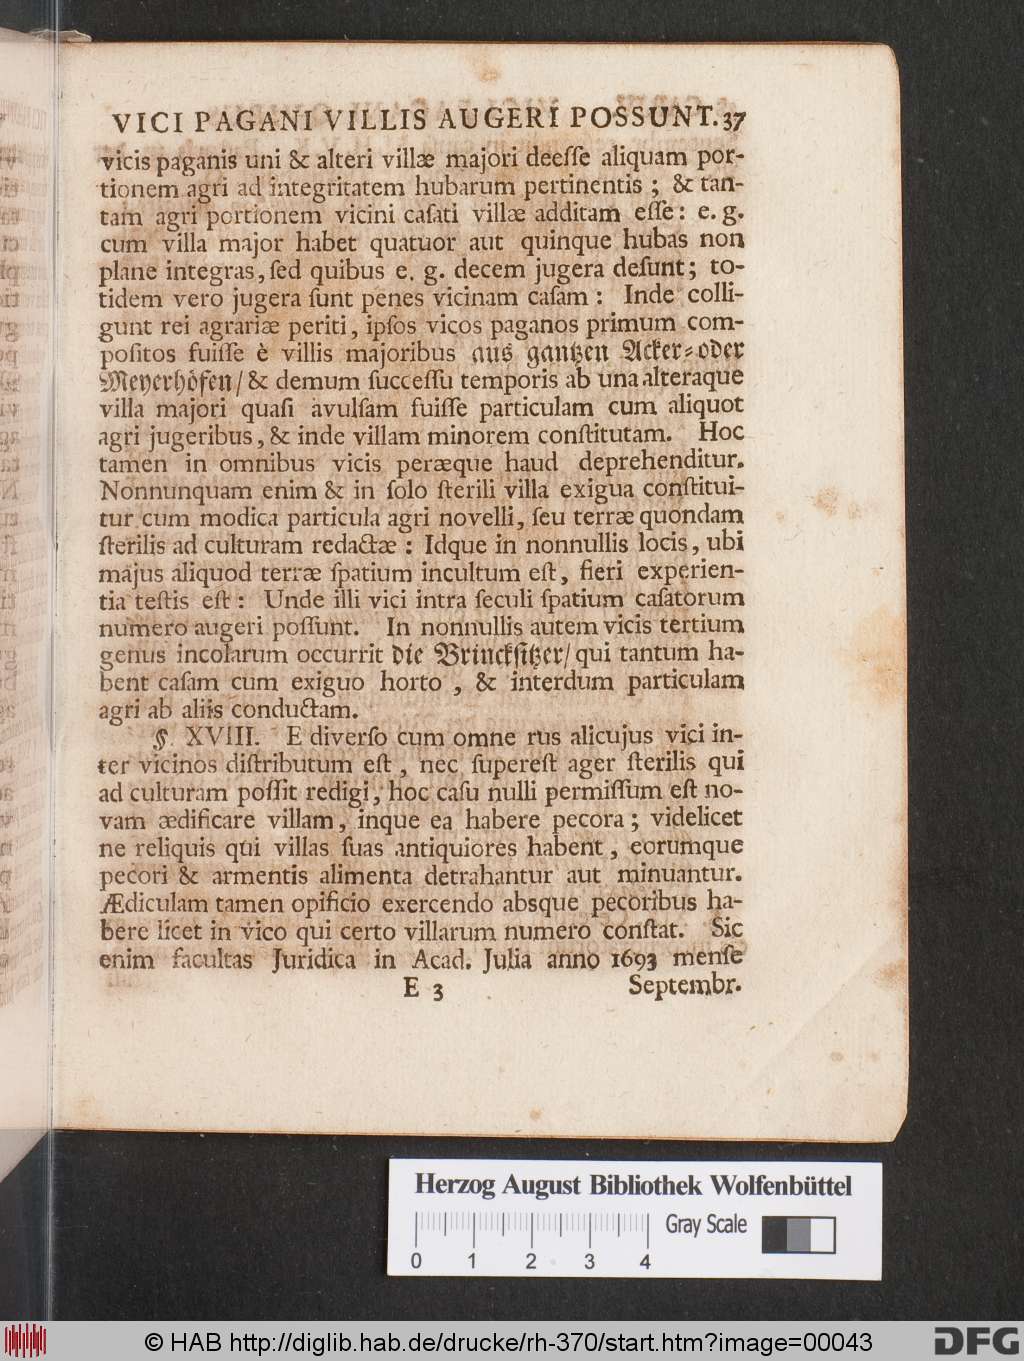 VICI PAGANI VILLIS AUGERI POSSUNT. 37
vicis paganis uni & alteri villæ majori deeſſe aliquam por-
tionem agri ad integritatem hubarum pertinentis ; & tan-
tam agri portionem vicini caſati villæ additam eſſe: e. g.
cum villa major habet quatuor aut quinque hubas non
plane integras, ſed quibus e. g. decem jugera deſunt; to-
tidem vero jugera ſunt penes vicinam caſam : Inde colli-
gunt rei agrariæ periti, ipſos vicos paganos primum com-
poſitos fuiſſe è villis majoribus aus gantzen Acker-oder
Meyerhöfen/ & demum ſucceſſu temporis ab una alteraque
villa majori quaſi avulſam fuiſſe particulam cum aliquot
agri jugeribus, & inde villam minorem conſtitutam. Hoc
tamen in omnibus vicis peræque haud deprehenditur.
Nonnunquam enim & in ſolo ſterili villa exigua conſtitui-
tur cum modica particula agri novelli, ſeu terræ quondam
ſterilis ad culturam redactæ : Idque in nonnullis locis, ubi
majus aliquod terræ ſpatium incultum eſt, fieri experien-
tia teſtis eſt: Unde illi vici intra ſeculi ſpatium caſatorum
numero augeri poſſunt. In nonnullis autem vicis tertium
genus incolarum occurrit die Brinckſitzer/ qui tantum ha-
bent caſam cum exiguo horto , & interdum particulam
agri ab aliis conductam.
§. XVIII. E diverſo cum omne rus alicujus vici in-
ter vicinos diſtributum eſt, nec ſupereſt ager ſterilis qui
ad culturam poſſit redigi, hoc caſu nulli permiſſum eſt no-
vam ædificare villam, inque ea habere pecora; videlicet
ne reliquis qui villas ſuas antiquiores habent, eorumque
pecori & armentis alimenta detrahantur aut minuantur.
Ædiculam tamen opificio exercendo absque pecoribus ha-
bere licet in vico qui certo villarum numero conſtat. Sic
enim facultas Juridica in Acad. Julia anno 1693 menſe
E 3 Septembr.
Herzog August Bibliothek Wolfenbüttel
Gray Scale
0 1 2 3 4
© HAB http://diglib.hab.de/drucke/rh-370/start.htm?image=00043
DFG